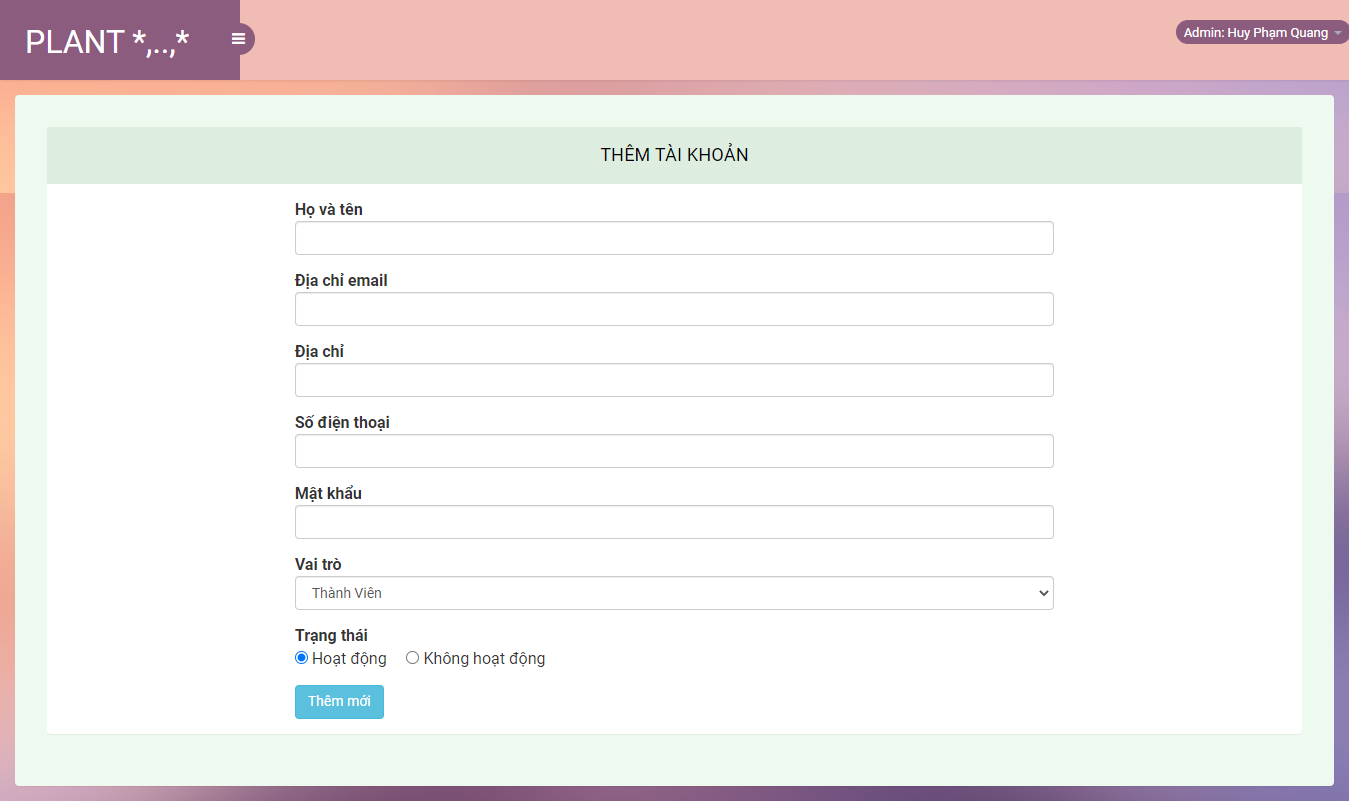 PLANT *,..,*
Admin: Huy Phạm Quang
THÊM TÀI KHOẢN
Họ và tên
Địa chỉ email
Địa chỉ
Số điện thoại
Mật khẩu
Vai trò
Thành Viên
Trạng thái
Hoạt động Không hoạt động
Thêm mới